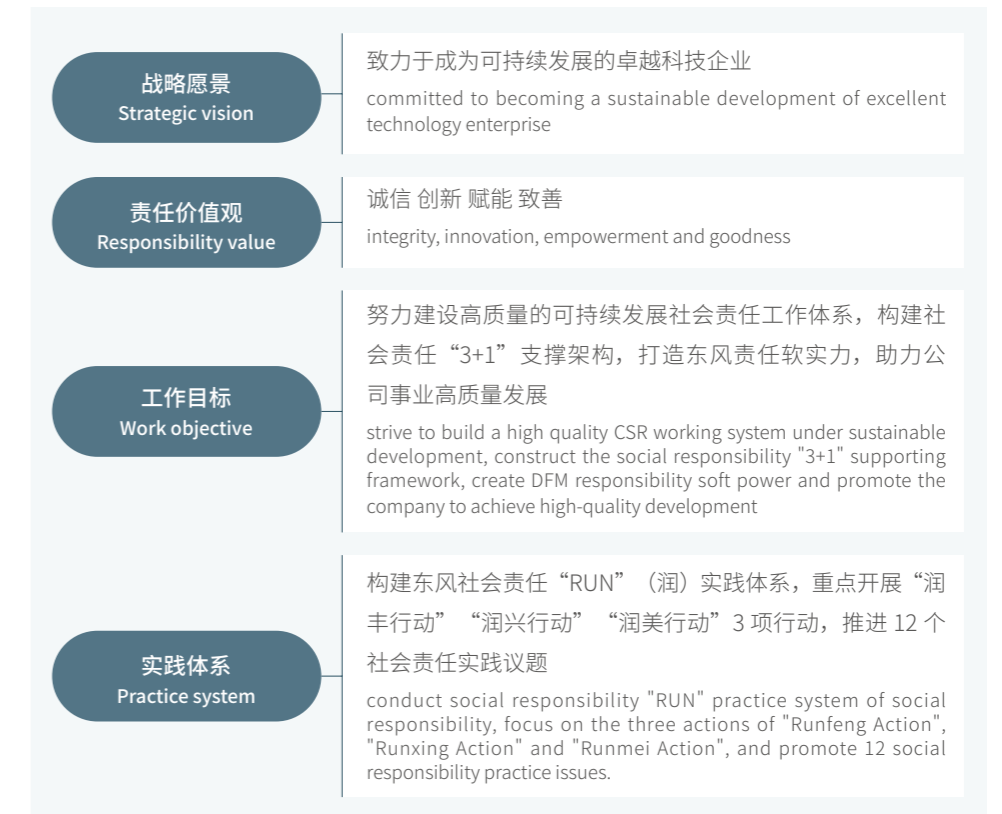 战略愿景
Strategic vision
致力于成为可持续发展的卓越科技企业
committed to becoming a sustainable development of excellent
technology enterprise
责任价值观
Responsibility value
诚信 创新 赋能 致善
integrity, innovation, empowerment and goodness
工作目标
Work objective
努力建设高质量的可持续发展社会责任工作体系，构建社
会责任“3+1”支撑架构，打造东风责任软实力，助力公
司事业高质量发展
strive to build a high quality CSR working system under sustainable
development, construct the social responsibility "3+1" supporting
framework, create DFM responsibility soft power and promote the
company to achieve high-quality development
实践体系
Practice system
构建东风社会责任“RUN”（润）实践体系，重点开展“润
丰行动”“润兴行动”“润美行动”3 项行动，推进 12 个
社会责任实践议题
conduct social responsibility "RUN" practice system of social
responsibility, focus on the three actions of "Runfeng Action",
"Runxing Action" and "Runmei Action", and promote 12 social
responsibility practice issues.